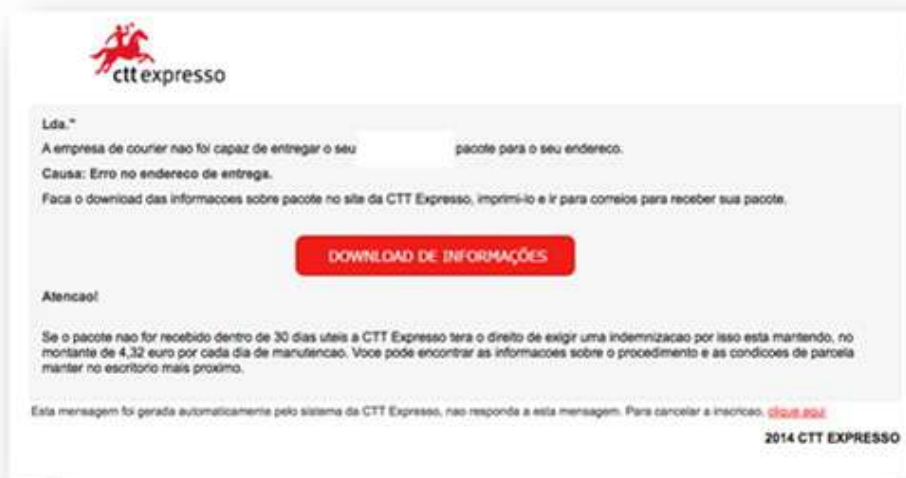 ctt expresso
Lda."
A empresa de courier nao foi capaz de entregar o seu pacote para o seu endereco.
Causa: Erro no endereco de entrega.
Faca o download das informacoes sobre pacote no site da CTT Expresso, imprimi-lo e ir para correios para receber sua pacote.
DOWNLOAD DE INFORMAÇÕES
Atencao!
Se o pacote nao for recebido dentro de 30 dias uteis a CTT Expresso tera o direito de exigir uma indemnizacao por isso esta mantendo, no
montante de 4,32 euro por cada dia de manutencao. Voce pode encontrar as informacoes sobre o procedimento e as condicoes de parcela
manter no escritorio mais proximo.
Esta mensagem foi gerada automaticamente pelo sistema da CTT Expresso, nao responda a esta mensagem. Para cancelar a inscricao, clique aqui
2014 CTT EXPRESSO